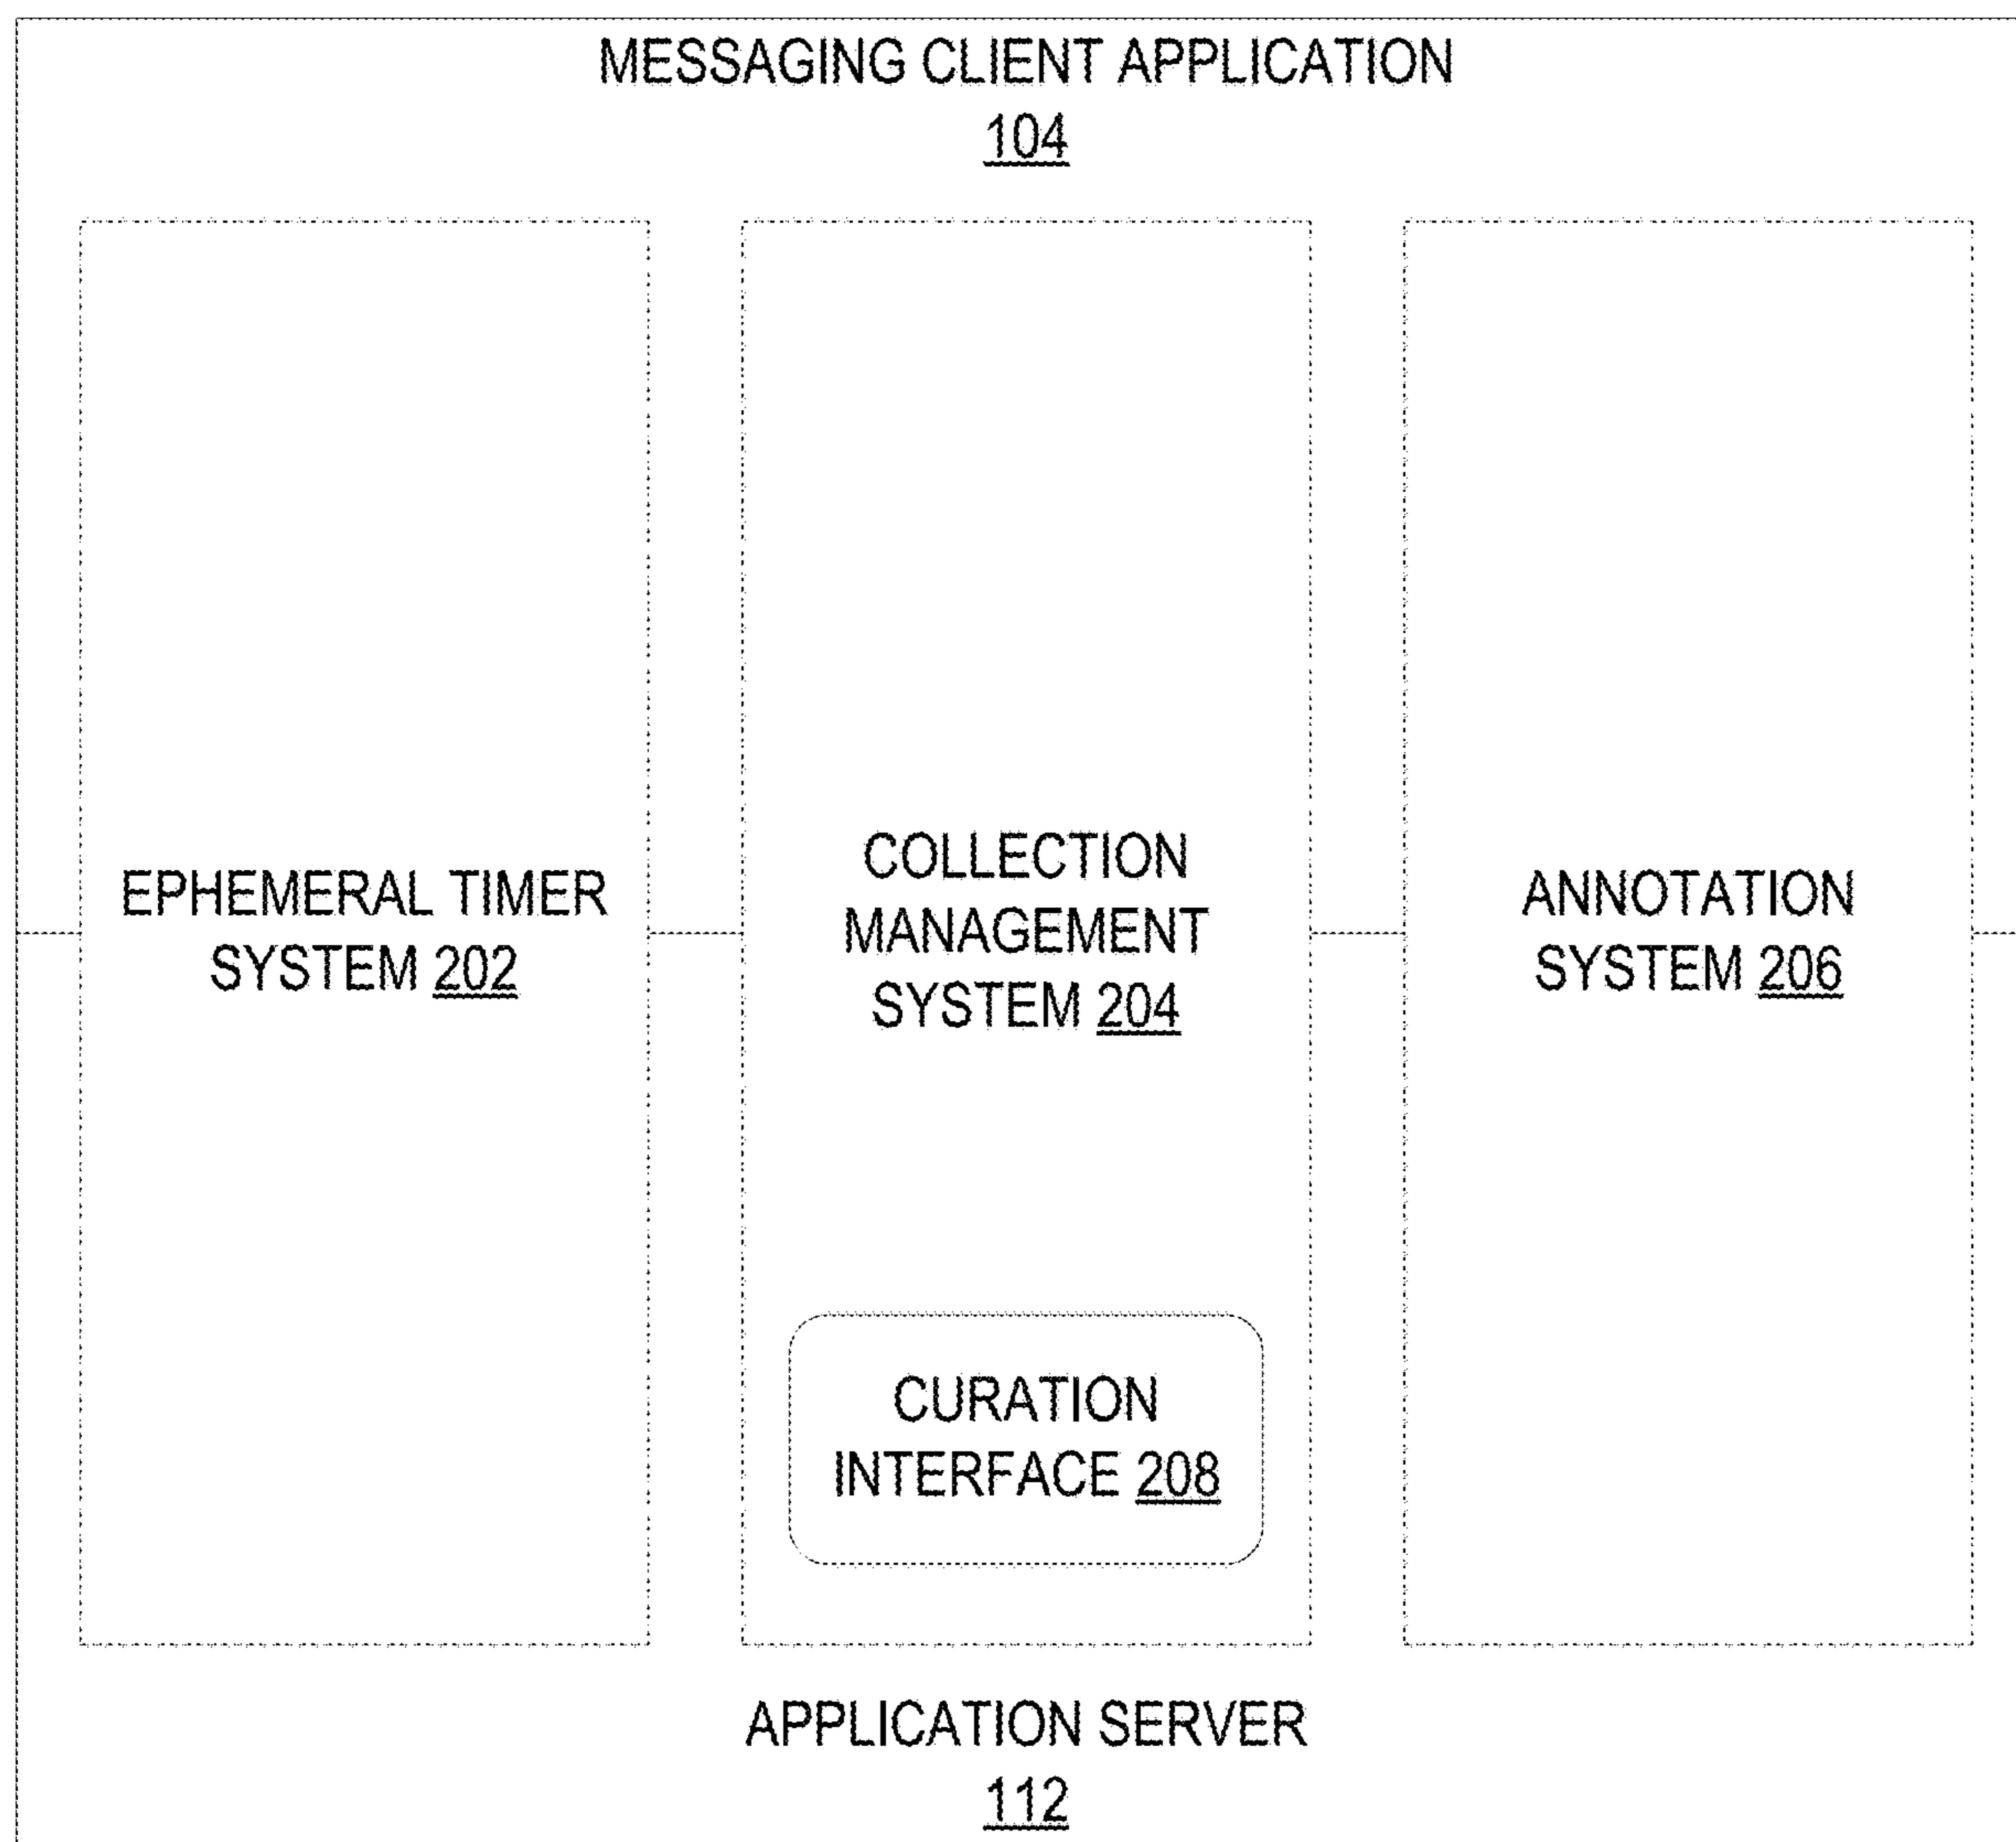 MESSAGING CLIENT APPLICATION
104
EPHEMERAL TIMER
SYSTEM 202
COLLECTION
MANAGEMENT
SYSTEM 204
CURATION
INTERFACE 208
ANNOTATION
SYSTEM 206
APPLICATION SERVER
112